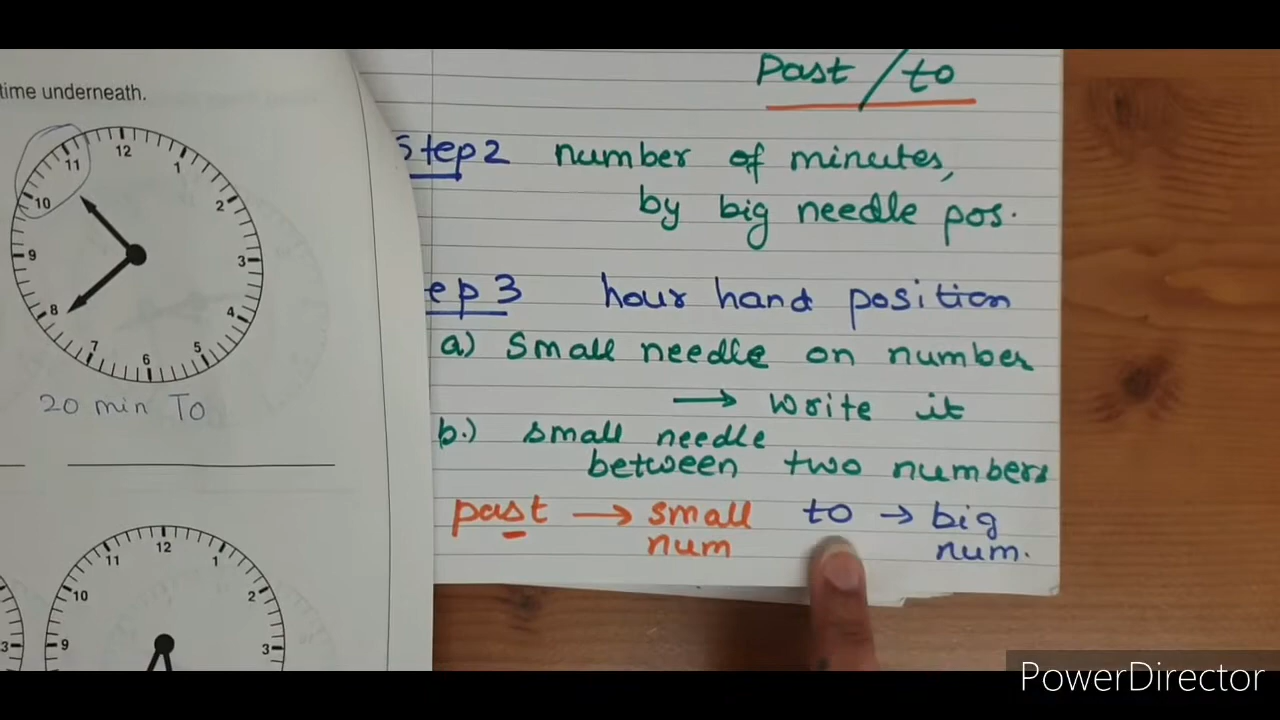 time underneath.
12
11
1
10
2
9
3
8
4
7
5
6
20 min To
12
11
1
10
2
9
3
3
Past / to
Step 2 number of minutes,
by big needle pos.
ep 3 hour hand position
a) Small needle on number
→ Write it
b.) small needle
between two numbers
past → small to → big
num num.
PowerDirector